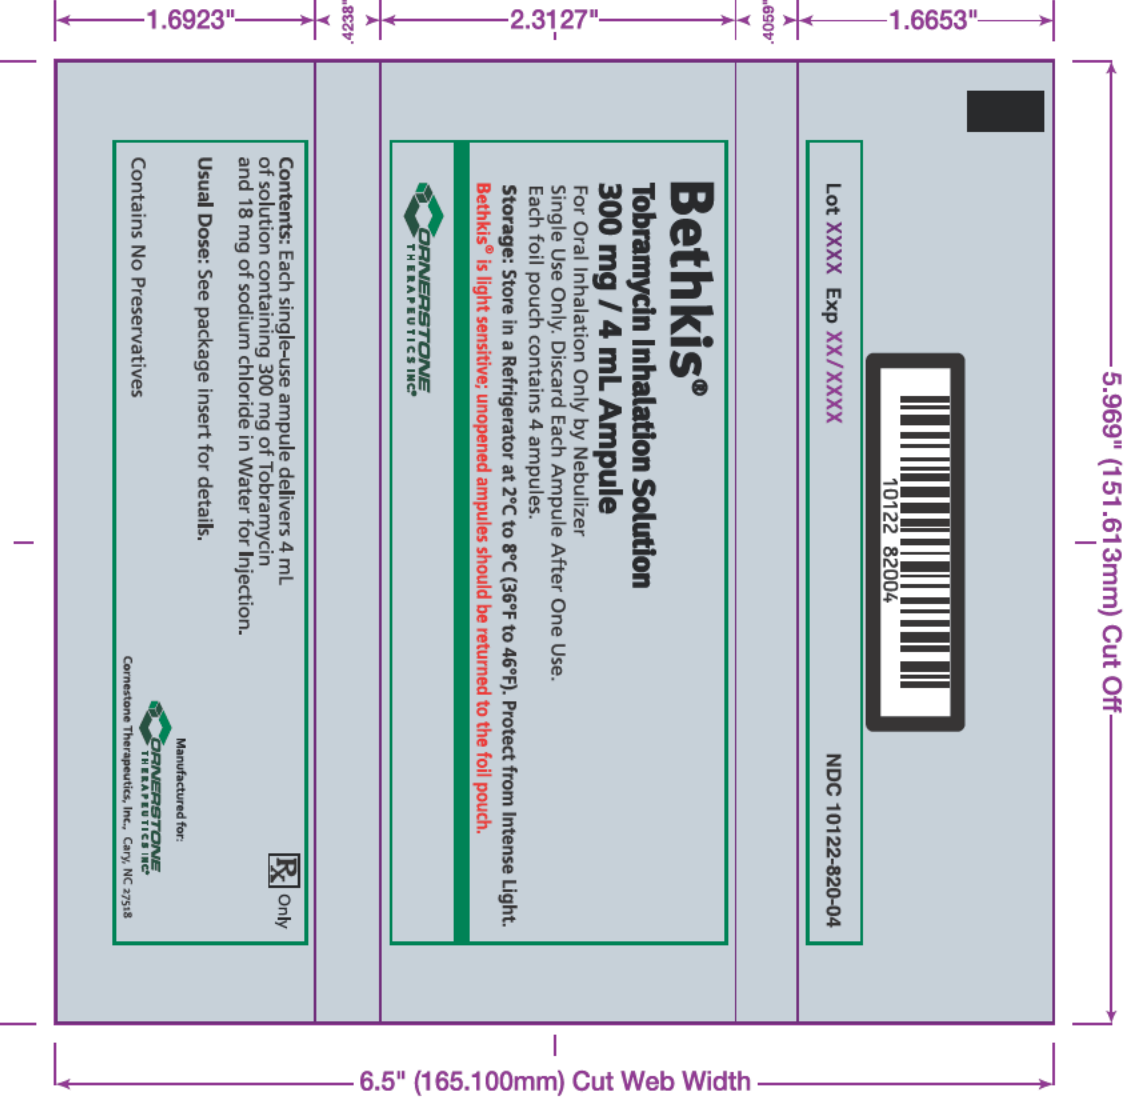 1.6923"
.4238"
2.3127"
.4059"
1.6653"
Lot XXXX Exp XX/XXXX
NDC 10122-820-04
10122 82004
Bethkis®
Tobramycin Inhalation Solution
300 mg / 4 mL Ampule
For Oral Inhalation Only by Nebulizer
Single Use Only. Discard Each Ampule After One Use.
Each foil pouch contains 4 ampules.
Storage: Store in a Refrigerator at 2°C to 8°C (36°F to 46°F). Protect from Intense Light.
Bethkis® is light sensitive; unopened ampules should be returned to the foil pouch.
CORNERSTONE
THERAPEUTICS INC®
Contents: Each single-use ampule delivers 4 mL
of solution containing 300 mg of Tobramycin
and 18 mg of sodium chloride in Water for Injection.
Usual Dose: See package insert for details.
Contains No Preservatives
Rx Only
Manufactured for:
CORNERSTONE
THERAPEUTICS INC®
Cornestone Therapeutics, Inc., Cary, NC 27518
5.969" (151.613mm) Cut Off
6.5" (165.100mm) Cut Web Width